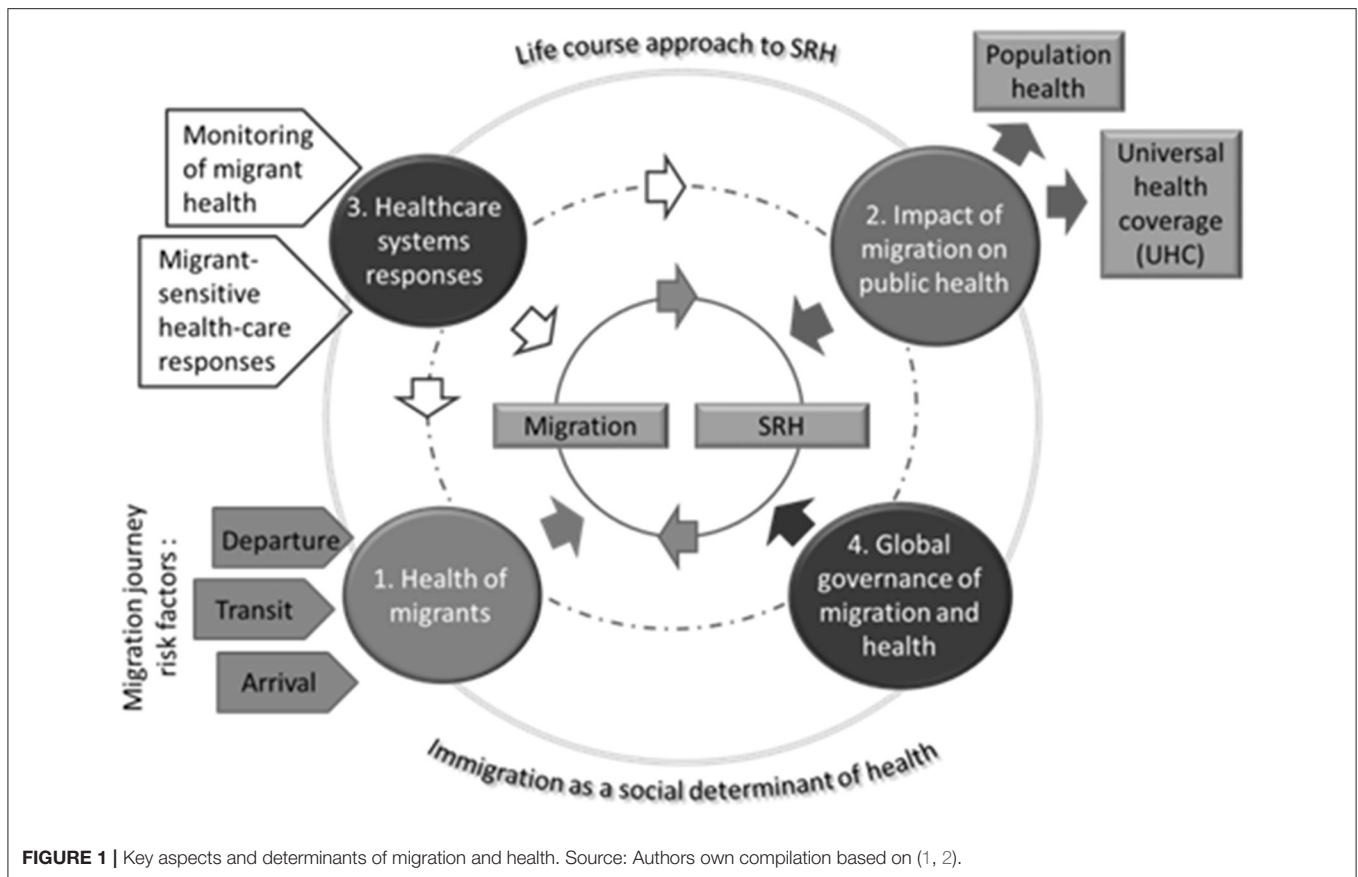 Life course approach to SRH
Population
health
Universal
health
coverage
(UHC)
Monitoring
of migrant
health
3. Healthcare
systems
responses
2. Impact of
migration on
public health
Migrant-
sensitive
health-care
responses
Migration
SRH
Migration journey
risk factors :
Departure
Transit
Arrival
1. Health of
migrants
4. Global
governance of
migration and
health
Immigration as a social determinant of health
FIGURE 1 | Key aspects and determinants of migration and health. Source: Authors own compilation based on (1, 2).